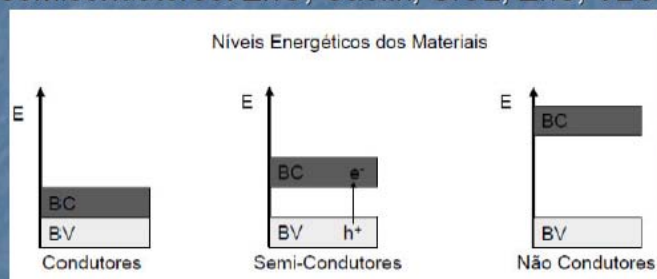 Níveis Energéticos dos Materiais
E
BC
BV
Condutores
E
BC e⁻
BV h⁺
Semi-Condutores
E
BC
BV
Não Condutores